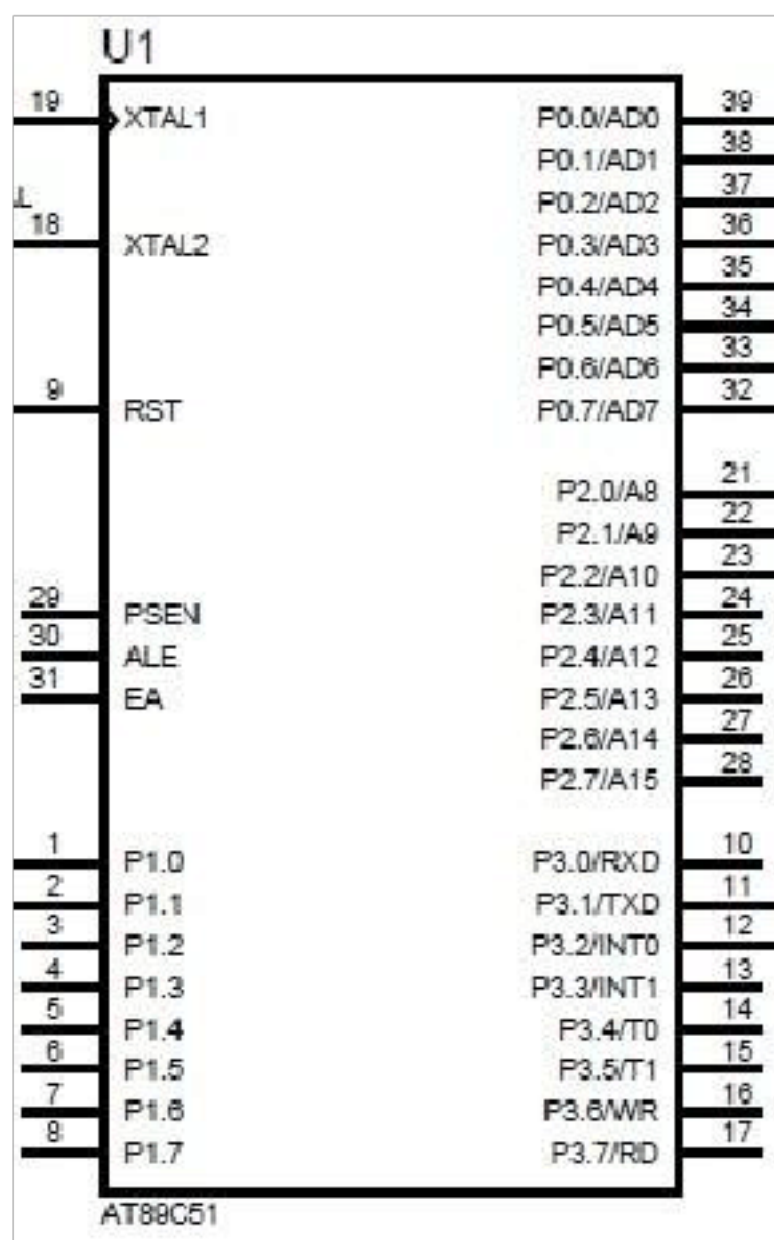 U1
19 XTAL1 P0.0/AD0 39
P0.1/AD1 38
P0.2/AD2 37
18 XTAL2 P0.3/AD3 36
P0.4/AD4 35
P0.5/AD5 34
P0.6/AD6 33
9 RST P0.7/AD7 32
P2.0/A8 21
P2.1/A9 22
P2.2/A10 23
29 PSEN P2.3/A11 24
30 ALE P2.4/A12 25
31 EA P2.5/A13 26
P2.6/A14 27
P2.7/A15 28
1 P1.0 P3.0/RXD 10
2 P1.1 P3.1/TXD 11
3 P1.2 P3.2/INT0 12
4 P1.3 P3.3/INT1 13
5 P1.4 P3.4/T0 14
6 P1.5 P3.5/T1 15
7 P1.6 P3.6/WR 16
8 P1.7 P3.7/RD 17
AT89C51